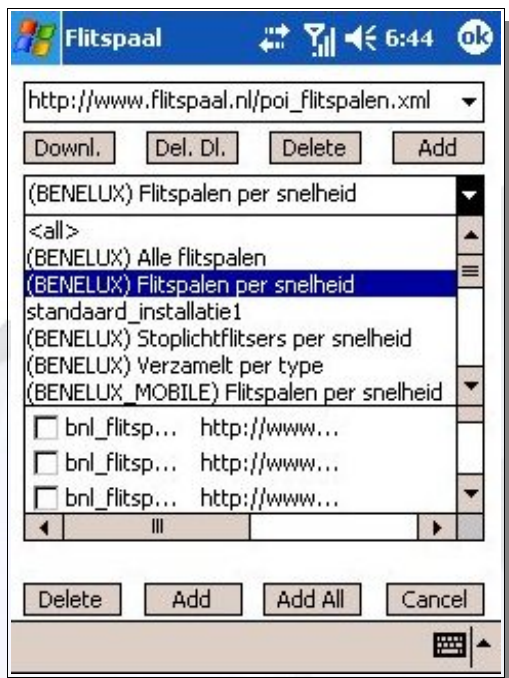 Flitspaal 6:44 ok
http://www.flitspaal.nl/poi_flitspalen.xml
Downl. Del. Dl. Delete Add
(BENELUX) Flitspalen per snelheid
<all>
(BENELUX) Alle flitspalen
(BENELUX) Flitspalen per snelheid
standaard_installatie1
(BENELUX) Stoplichtflitsers per snelheid
(BENELUX) Verzamelt per type
(BENELUX_MOBILE) Flitspalen per snelheid
bnl_flitsp... http://www...
bnl_flitsp... http://www...
bnl_flitsp... http://www...
Delete Add Add All Cancel